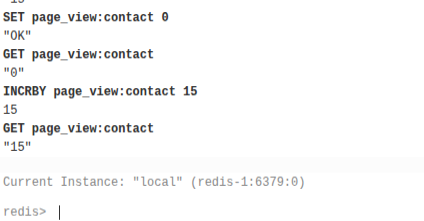 SET page_view:contact 0
"OK"
GET page_view:contact
"0"
INCRBY page_view:contact 15
15
GET page_view:contact
"15"
Current Instance: "local" (redis-1:6379:0)
redis>